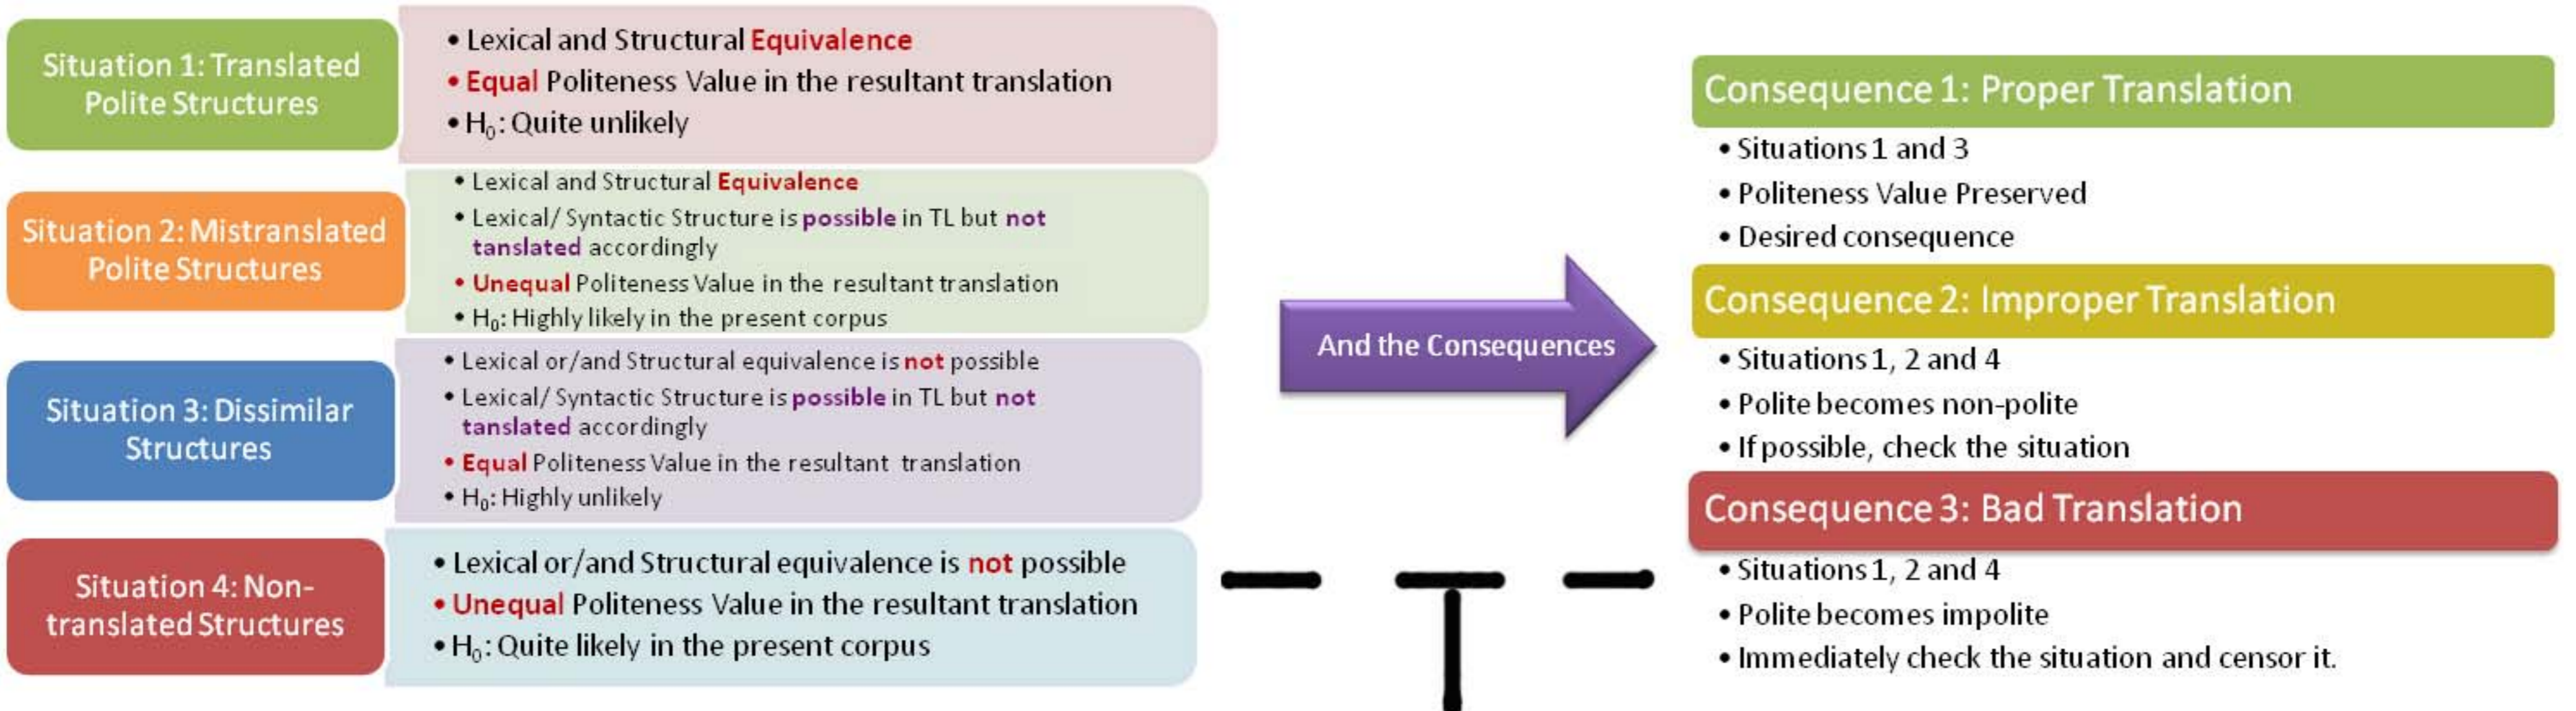 Situation 1: Translated
Polite Structures
• Lexical and Structural Equivalence
• Equal Politeness Value in the resultant translation
• H₀: Quite unlikely
Situation 2: Mistranslated
Polite Structures
• Lexical and Structural Equivalence
• Lexical/ Syntactic Structure is possible in TL but not
tanslated accordingly
• Unequal Politeness Value in the resultant translation
• H₀: Highly likely in the present corpus
Situation 3: Dissimilar
Structures
• Lexical or/and Structural equivalence is not possible
• Lexical/ Syntactic Structure is possible in TL but not
tanslated accordingly
• Equal Politeness Value in the resultant translation
• H₀: Highly unlikely
Situation 4: Non-
translated Structures
• Lexical or/and Structural equivalence is not possible
• Unequal Politeness Value in the resultant translation
• H₀: Quite likely in the present corpus
And the Consequences
Consequence 1: Proper Translation
• Situations 1 and 3
• Politeness Value Preserved
• Desired consequence
Consequence 2: Improper Translation
• Situations 1, 2 and 4
• Polite becomes non-polite
• If possible, check the situation
Consequence 3: Bad Translation
• Situations 1, 2 and 4
• Polite becomes impolite
• Immediately check the situation and censor it.